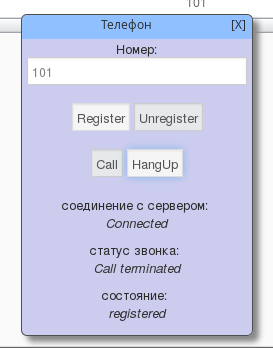 101
Телефон [X]
Номер:
101
Register Unregister
Call HangUp
соединение с сервером:
Connected
статус звонка:
Call terminated
состояние:
registered